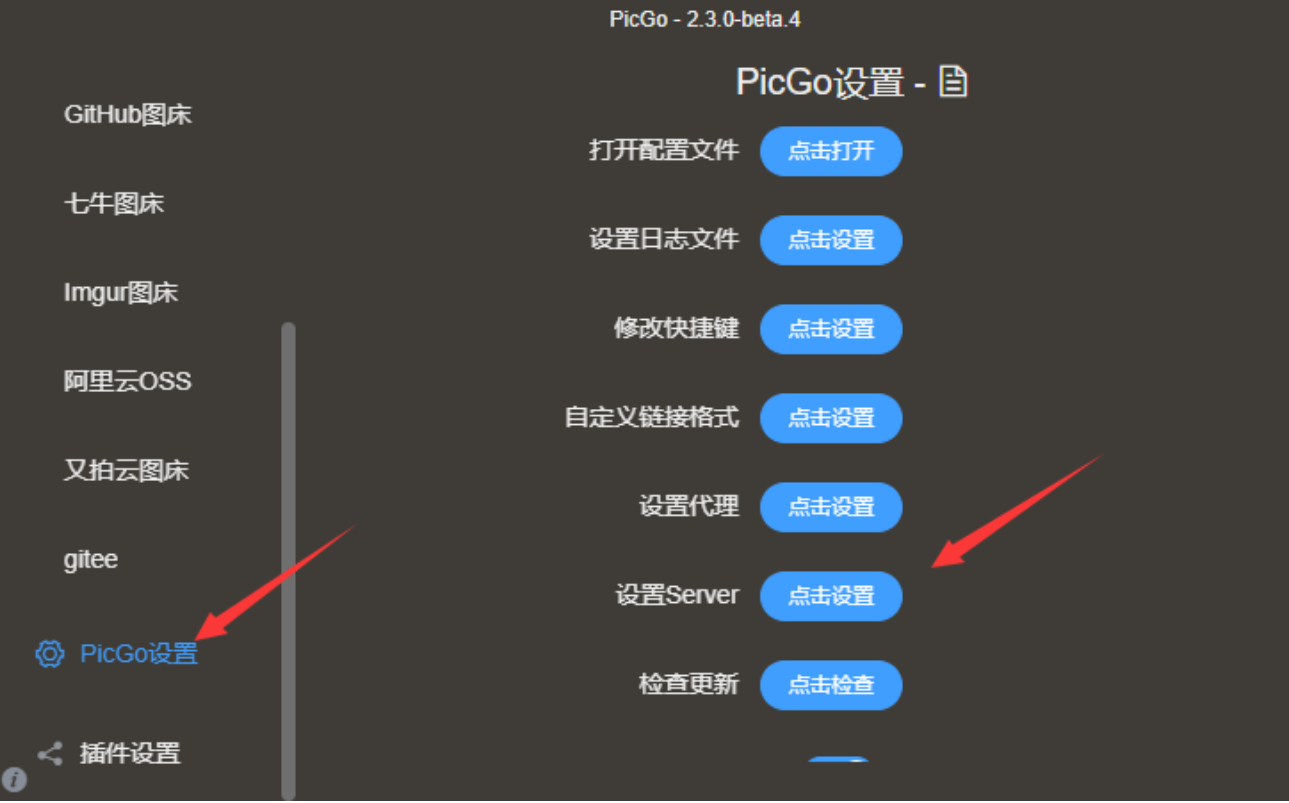 PicGo - 2.3.0-beta.4
GitHub图床
七牛图床
Imgur图床
阿里云OSS
又拍云图床
gitee
PicGo设置
插件设置
PicGo设置 -
打开配置文件 点击打开
设置日志文件 点击设置
修改快捷键 点击设置
自定义链接格式 点击设置
设置代理 点击设置
设置Server 点击设置
检查更新 点击检查